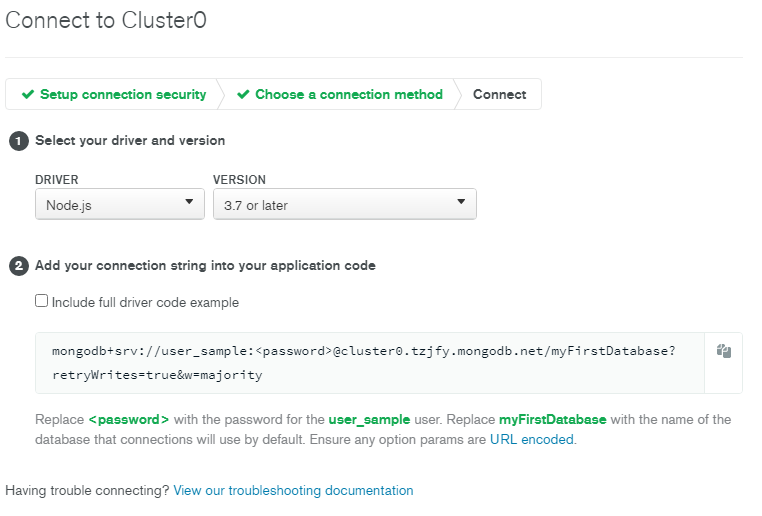 Connect to Cluster0
Setup connection security Choose a connection method Connect
1 Select your driver and version
DRIVER VERSION
Node.js 3.7 or later
2 Add your connection string into your application code
Include full driver code example
mongodb+srv://user_sample:<password>@cluster0.tzjfy.mongodb.net/myFirstDatabase?
retryWrites=true&w=majority
Replace <password> with the password for the user_sample user. Replace myFirstDatabase with the name of the
database that connections will use by default. Ensure any option params are URL encoded.
Having trouble connecting? View our troubleshooting documentation